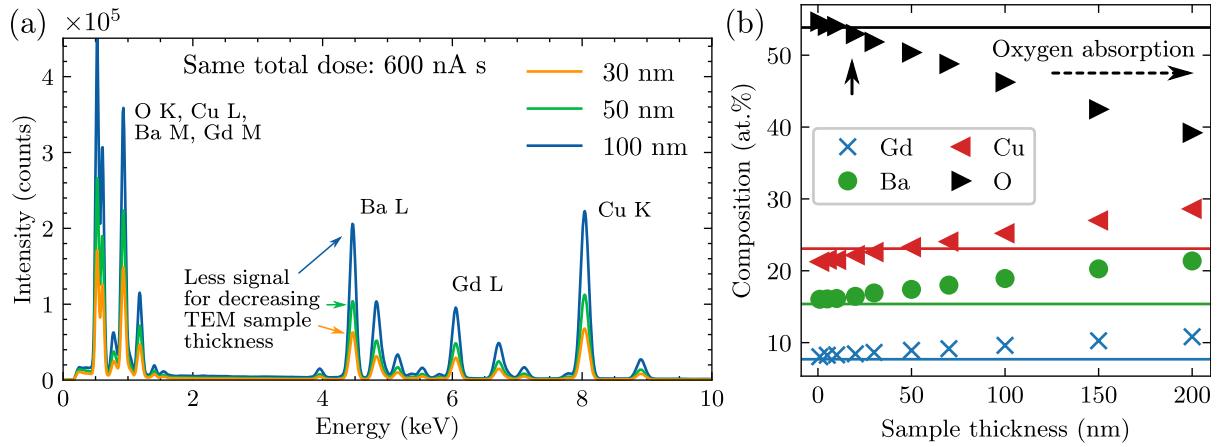 (a)
×10⁵
Same total dose: 600 nA s
30 nm
50 nm
100 nm
O K, Cu L,
Ba M, Gd M
Ba L
Less signal
for decreasing
TEM sample
thickness
Gd L
Cu K
Intensity (counts)
4
3
2
1
0
0
2
4
6
8
10
Energy (keV)
(b)
Oxygen absorption
Gd
Cu
Ba
O
Composition (at.%)
50
40
30
20
10
0
50
100
150
200
Sample thickness (nm)